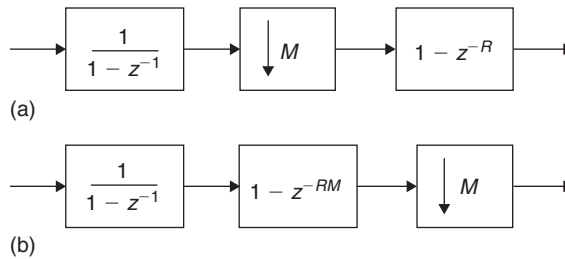 1 / (1 − z⁻¹) ↓ M 1 − z⁻ᴿ
(a)
1 / (1 − z⁻¹) 1 − z⁻ᴿᴹ ↓ M
(b)